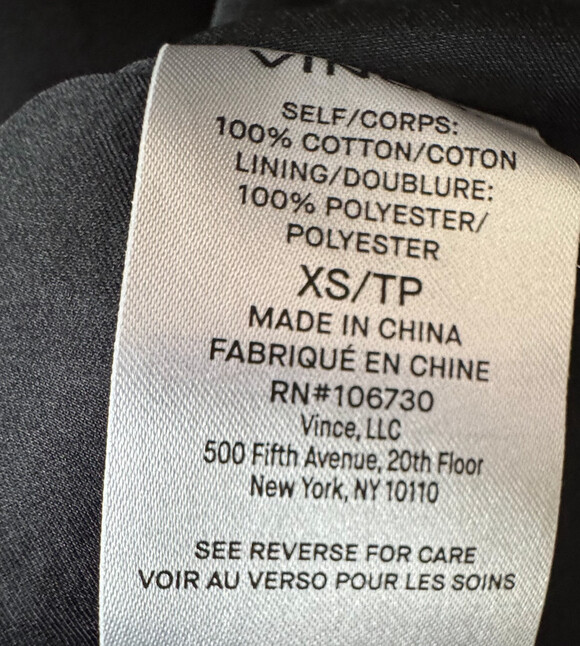 SELF/CORPS:
100% COTTON/COTON
LINING/DOUBLURE:
100% POLYESTER/
POLYESTER
XS/TP
MADE IN CHINA
FABRIQUÉ EN CHINE
RN#106730
Vince, LLC
500 Fifth Avenue, 20th Floor
New York, NY 10110
SEE REVERSE FOR CARE
VOIR AU VERSO POUR LES SOINS